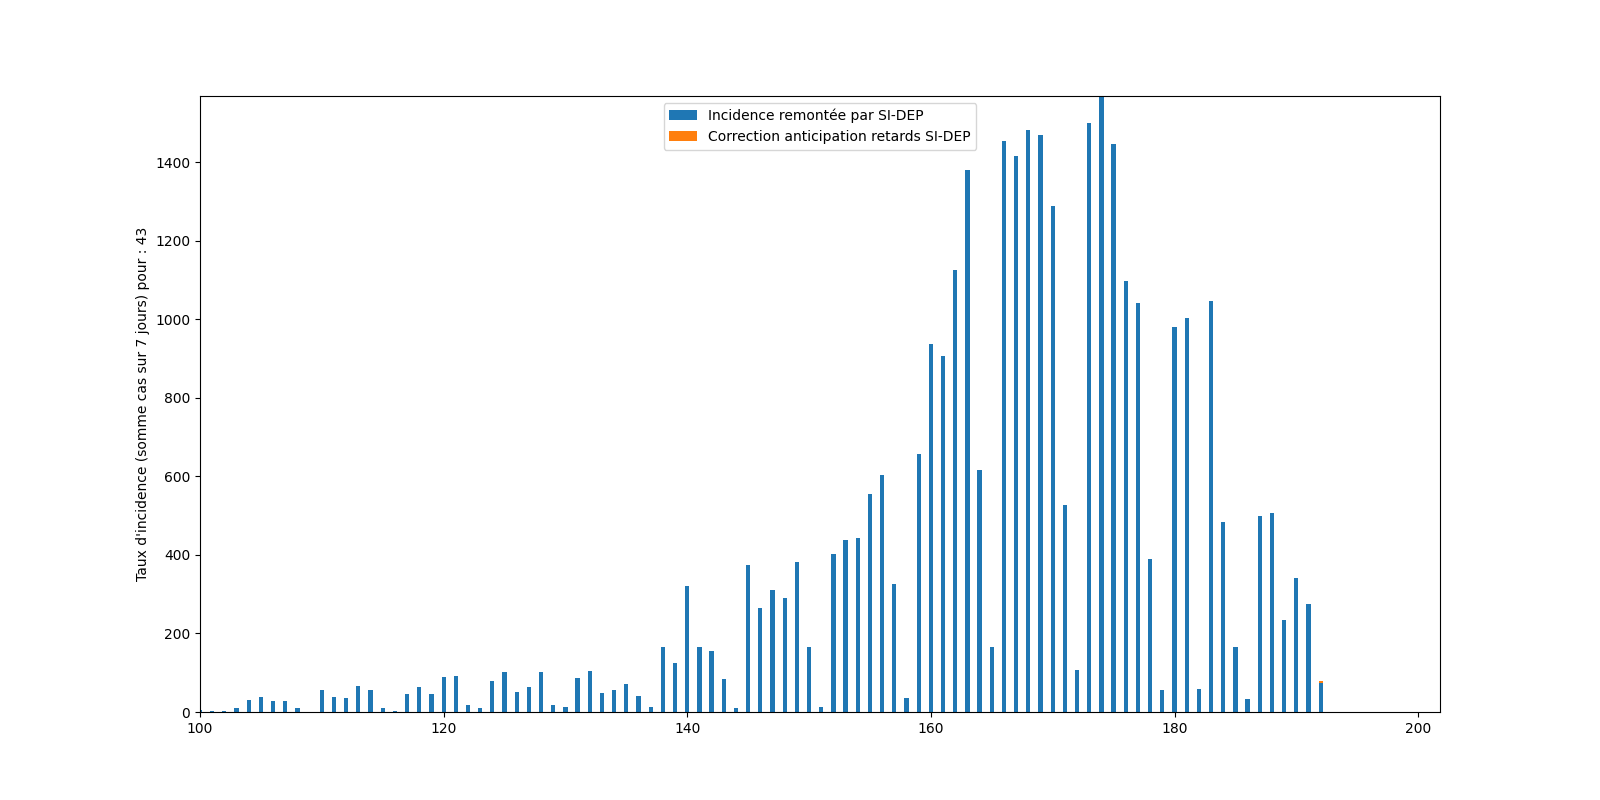 Incidence remontée par SI-DEP
Correction anticipation retards SI-DEP
Taux d'incidence (somme cas sur 7 jours) pour : 43
1400
1200
1000
800
600
400
200
0
100 120 140 160 180 200